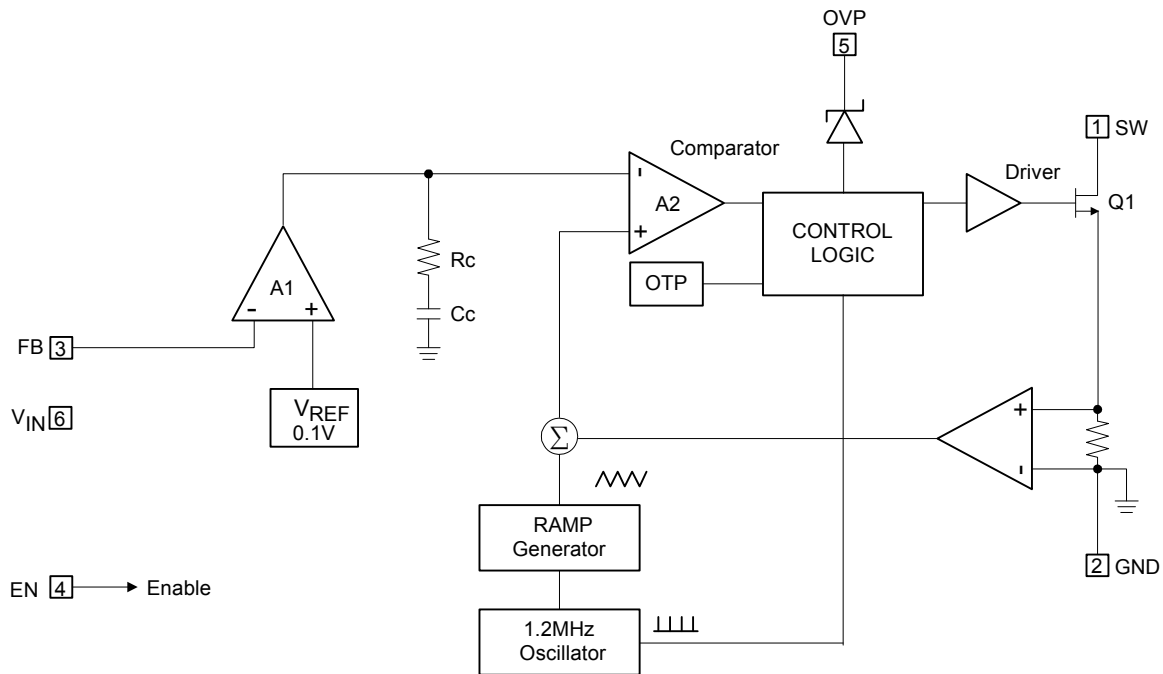 OVP
5
1 SW
Comparator
Driver
-
A2
+
Q1
CONTROL
LOGIC
A1
- +
Rc
OTP
Cc
FB 3
VREF
0.1V
VIN 6
+
Σ
-
RAMP
Generator
2 GND
EN 4 Enable
1.2MHz
Oscillator